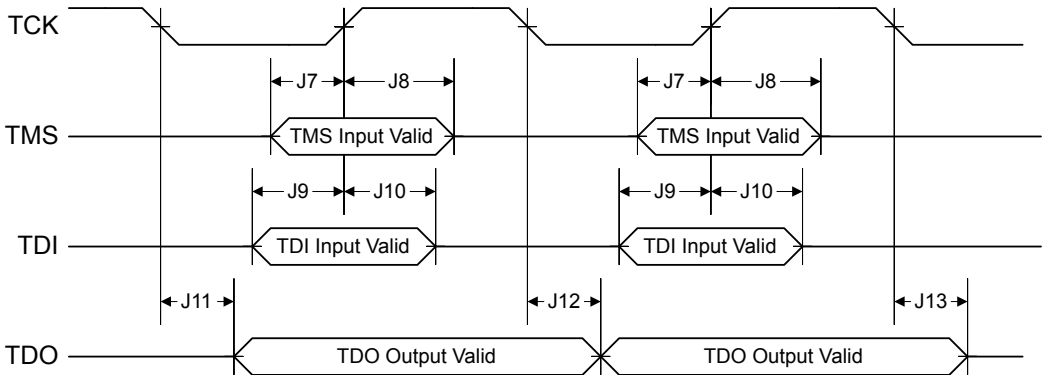 TCK
J7 J8 J7 J8
TMS TMS Input Valid TMS Input Valid
J9 J10 J9 J10
TDI TDI Input Valid TDI Input Valid
J11 J12 J13
TDO TDO Output Valid TDO Output Valid